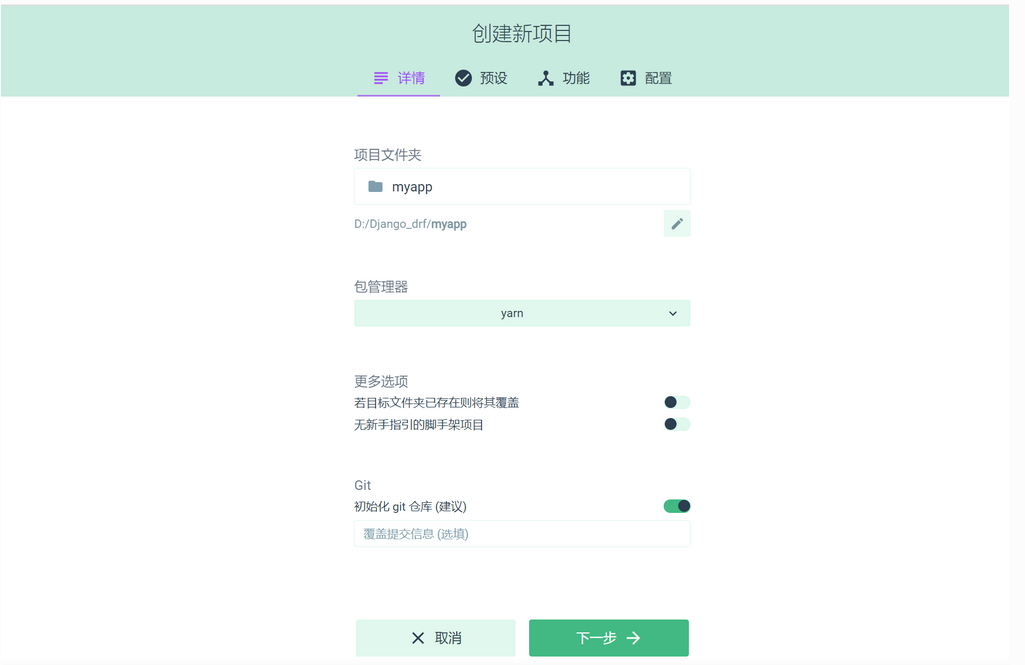 创建新项目
详情 预设 功能 配置
项目文件夹
myapp
D:/Django_drf/myapp
包管理器
yarn
更多选项
若目标文件夹已存在则将其覆盖
无新手指引的脚手架项目
Git
初始化 git 仓库 (建议)
覆盖提交信息 (选填)
取消 下一步